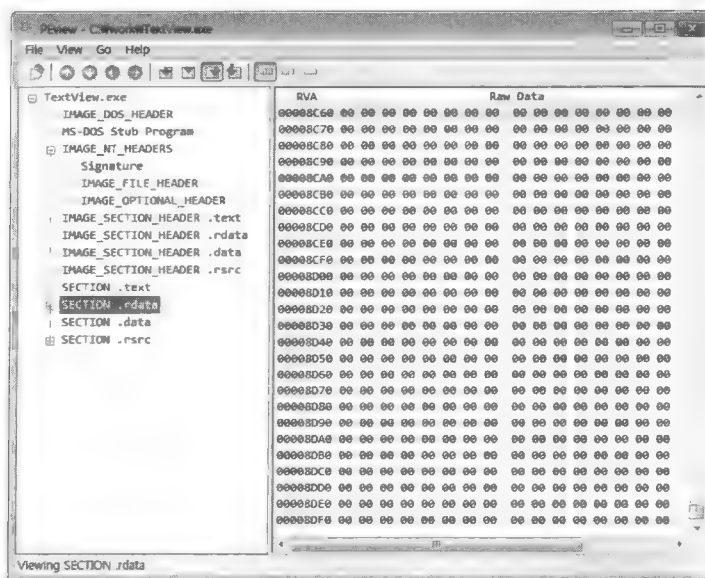 PEview - C:₩work₩TextView.exe
File View Go Help
TextView.exe
IMAGE_DOS_HEADER
MS-DOS Stub Program
IMAGE_NT_HEADERS
Signature
IMAGE_FILE_HEADER
IMAGE_OPTIONAL_HEADER
IMAGE_SECTION_HEADER .text
IMAGE_SECTION_HEADER .rdata
IMAGE_SECTION_HEADER .data
IMAGE_SECTION_HEADER .rsrc
SECTION .text
SECTION .rdata
SECTION .data
SECTION .rsrc
RVA Raw Data
00008C60 00 00 00 00 00 00 00 00 00 00 00 00 00 00 00 00
00008C70 00 00 00 00 00 00 00 00 00 00 00 00 00 00 00 00
00008C80 00 00 00 00 00 00 00 00 00 00 00 00 00 00 00 00
00008C90 00 00 00 00 00 00 00 00 00 00 00 00 00 00 00 00
00008CA0 00 00 00 00 00 00 00 00 00 00 00 00 00 00 00 00
00008CB0 00 00 00 00 00 00 00 00 00 00 00 00 00 00 00 00
00008CC0 00 00 00 00 00 00 00 00 00 00 00 00 00 00 00 00
00008CD0 00 00 00 00 00 00 00 00 00 00 00 00 00 00 00 00
00008CE0 00 00 00 00 00 00 00 00 00 00 00 00 00 00 00 00
00008CF0 00 00 00 00 00 00 00 00 00 00 00 00 00 00 00 00
00008D00 00 00 00 00 00 00 00 00 00 00 00 00 00 00 00 00
00008D10 00 00 00 00 00 00 00 00 00 00 00 00 00 00 00 00
00008D20 00 00 00 00 00 00 00 00 00 00 00 00 00 00 00 00
00008D30 00 00 00 00 00 00 00 00 00 00 00 00 00 00 00 00
00008D40 00 00 00 00 00 00 00 00 00 00 00 00 00 00 00 00
00008D50 00 00 00 00 00 00 00 00 00 00 00 00 00 00 00 00
00008D60 00 00 00 00 00 00 00 00 00 00 00 00 00 00 00 00
00008D70 00 00 00 00 00 00 00 00 00 00 00 00 00 00 00 00
00008D80 00 00 00 00 00 00 00 00 00 00 00 00 00 00 00 00
00008D90 00 00 00 00 00 00 00 00 00 00 00 00 00 00 00 00
00008DA0 00 00 00 00 00 00 00 00 00 00 00 00 00 00 00 00
00008DB0 00 00 00 00 00 00 00 00 00 00 00 00 00 00 00 00
00008DC0 00 00 00 00 00 00 00 00 00 00 00 00 00 00 00 00
00008DD0 00 00 00 00 00 00 00 00 00 00 00 00 00 00 00 00
00008DE0 00 00 00 00 00 00 00 00 00 00 00 00 00 00 00 00
00008DF0 00 00 00 00 00 00 00 00 00 00 00 00 00 00 00 00
Viewing SECTION .rdata